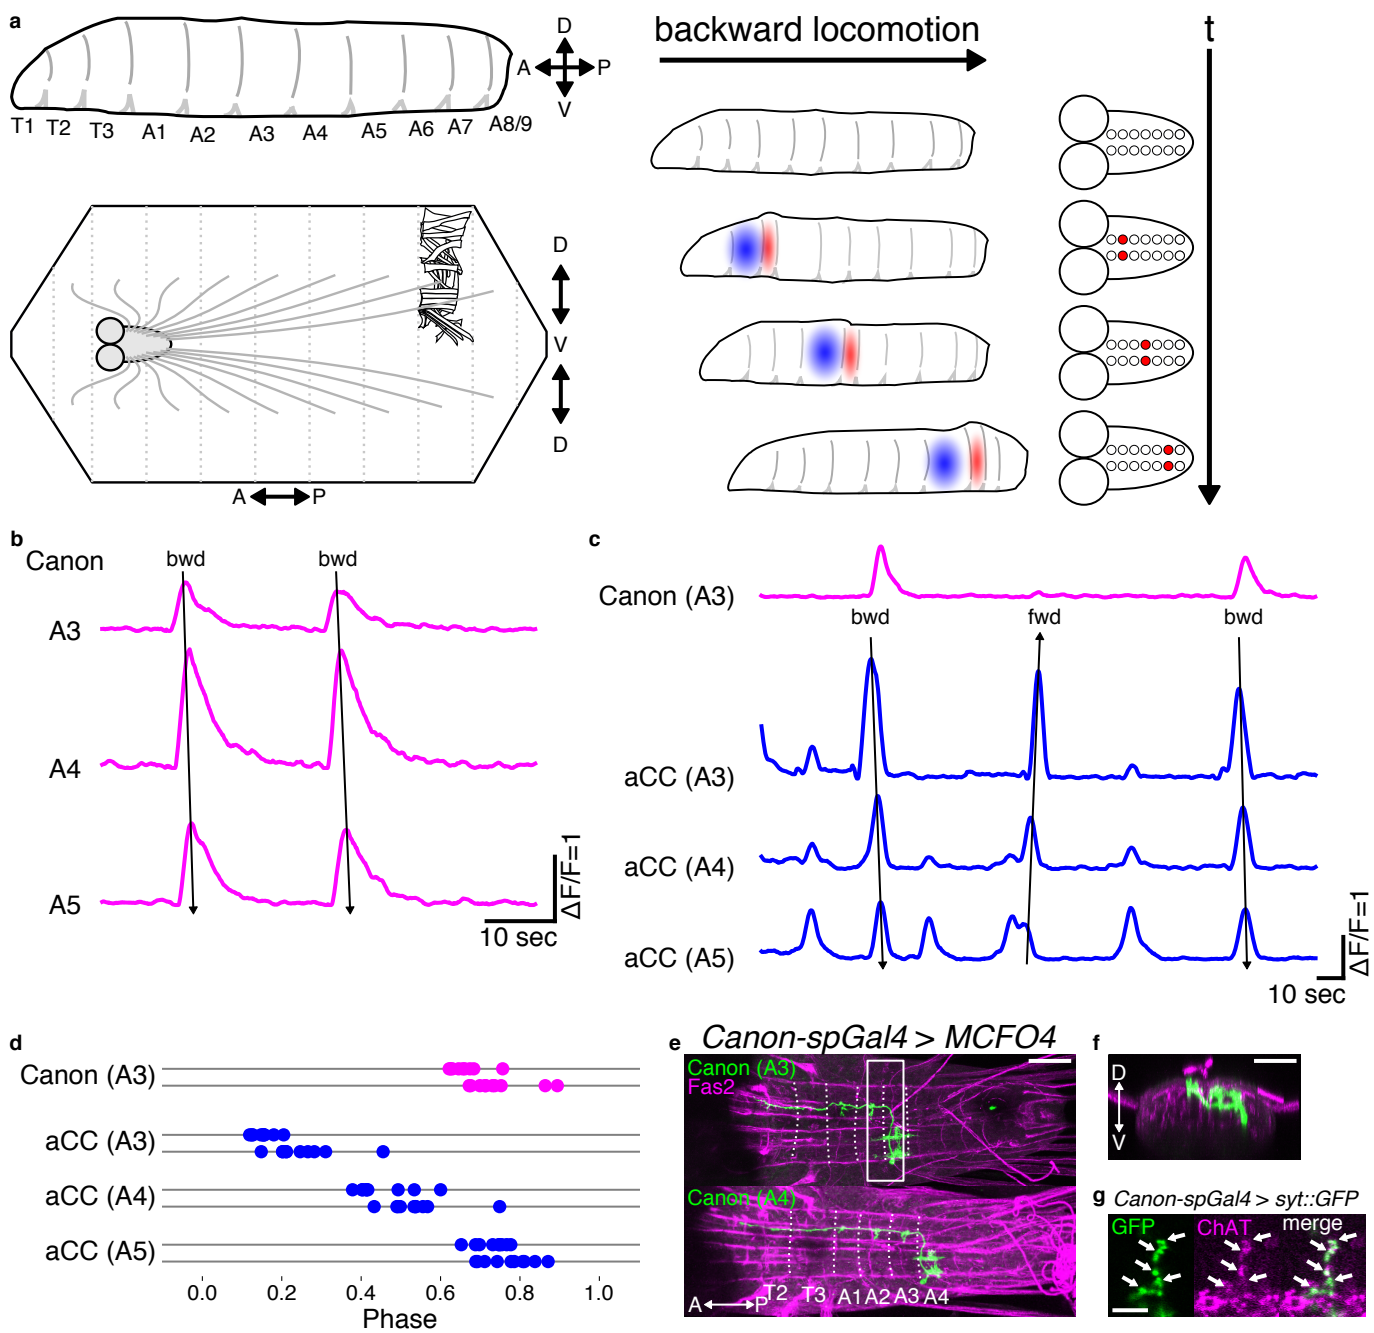 a
D
A
P
V
T1 T2 T3 A1 A2 A3 A4 A5 A6 A7 A8/9
D
V
D
A P
backward locomotion
t
b
Canon
bwd bwd
A3
A4
A5
ΔF/F=1
10 sec
c
Canon (A3)
bwd fwd bwd
aCC (A3)
aCC (A4)
aCC (A5)
ΔF/F=1
10 sec
d
Canon (A3)
aCC (A3)
aCC (A4)
aCC (A5)
0.0 0.2 0.4 0.6 0.8 1.0
Phase
e
Canon-spGal4 > MCFO4
Canon (A3)
Fas2
Canon (A4)
T2 T3 A1 A2 A3 A4
A P
f
D
V
g
Canon-spGal4 > syt::GFP
GFP ChAT merge